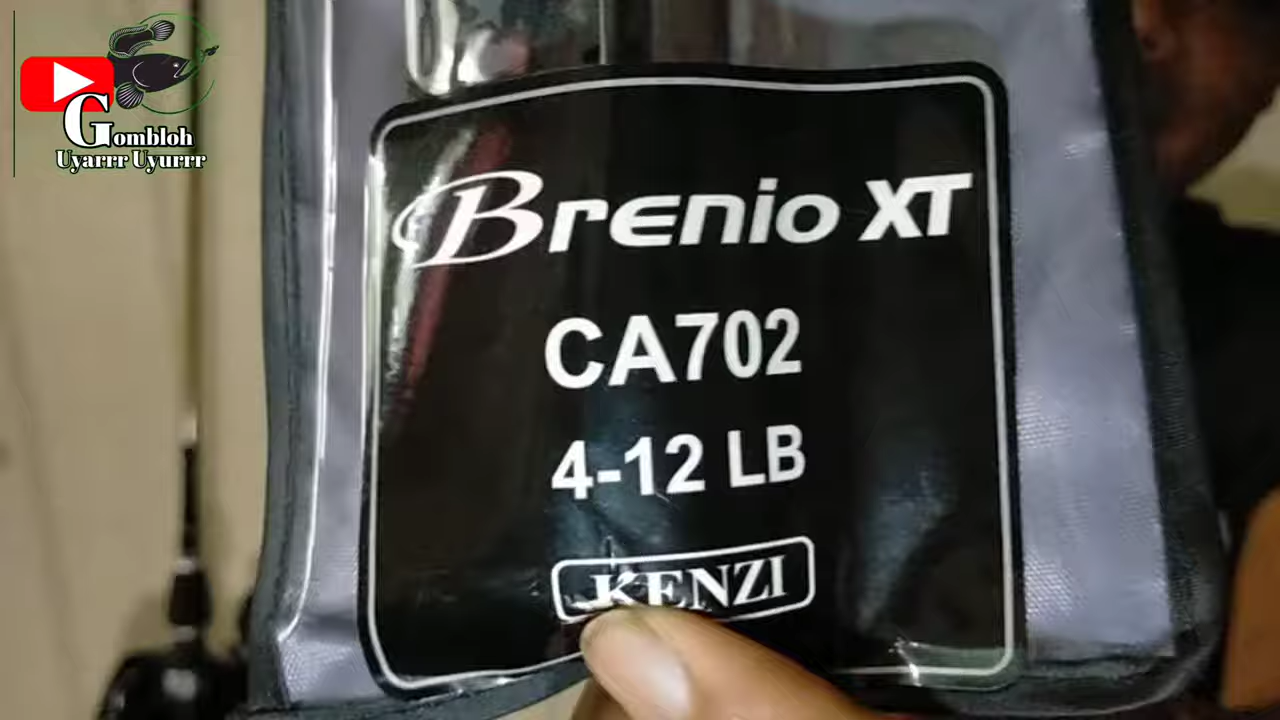 Gombloh
Uyarrr Uyurrr
Brenio XT
CA702
4-12 LB
KENZI